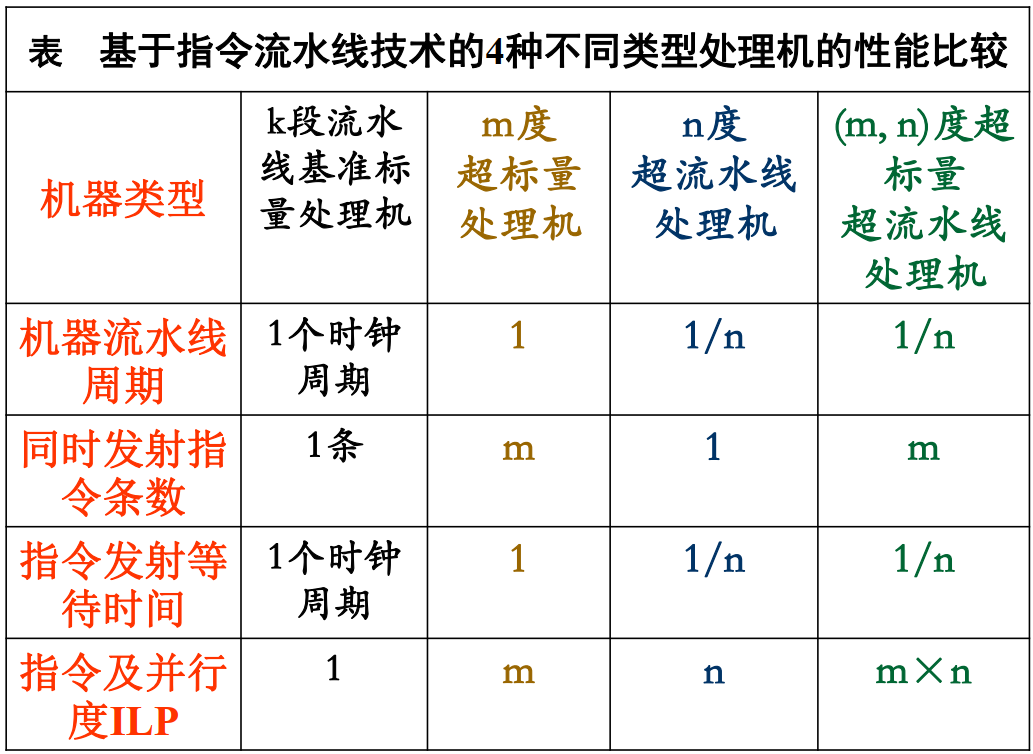 表 基于指令流水线技术的4种不同类型处理机的性能比较
机器类型
k段流水
线基准标
量处理机
m度
超标量
处理机
n度
超流水线
处理机
(m,n)度超
标量
超流水线
处理机
机器流水线
周期
1个时钟
周期
1
1/n
1/n
同时发射指
令条数
1条
m
1
m
指令发射等
待时间
1个时钟
周期
1
1/n
1/n
指令及并行
度ILP
1
m
n
m×n